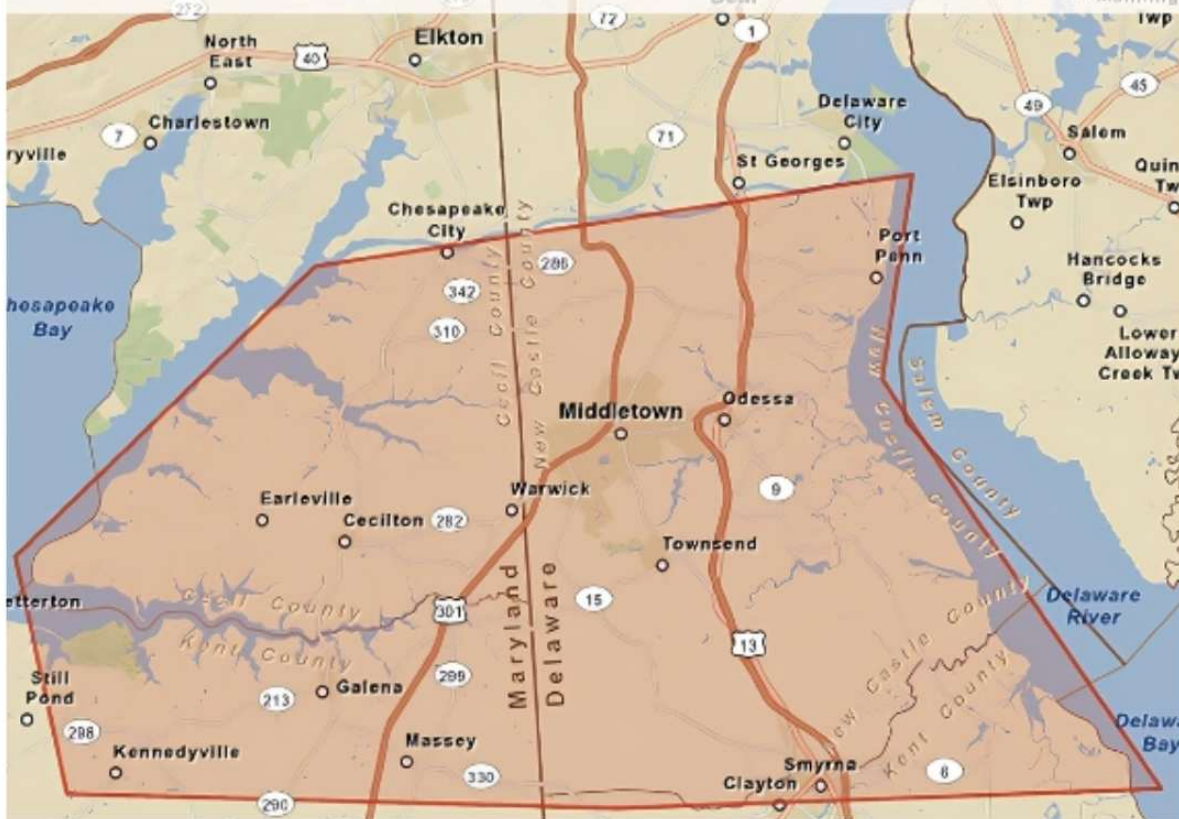 272
72
Twp
North
East
40
Elkton
1
49
45
7
Charlestown
71
Delaware
City
Salem
ryville
St Georges
Elsinboro
Twp
Quin
Tw
Chesapeake
City
Port
Penn
Hancocks
Bridge
286
342
310
hesapeake
Bay
Lower
Alloway
Creek Tw
Cecil County
New Castle County
New Castle County
Salem County
Middletown
Odessa
Warwick
9
Earleville
Cecilton
282
Townsend
etterton
Cecil County
301
15
Maryland
Delaware
Delaware
River
Kent County
13
299
Still
Pond
213
Galena
New Castle County
Kent County
298
Kennedyville
Massey
330
Smyrna
Clayton
6
Delawa
Bay
290